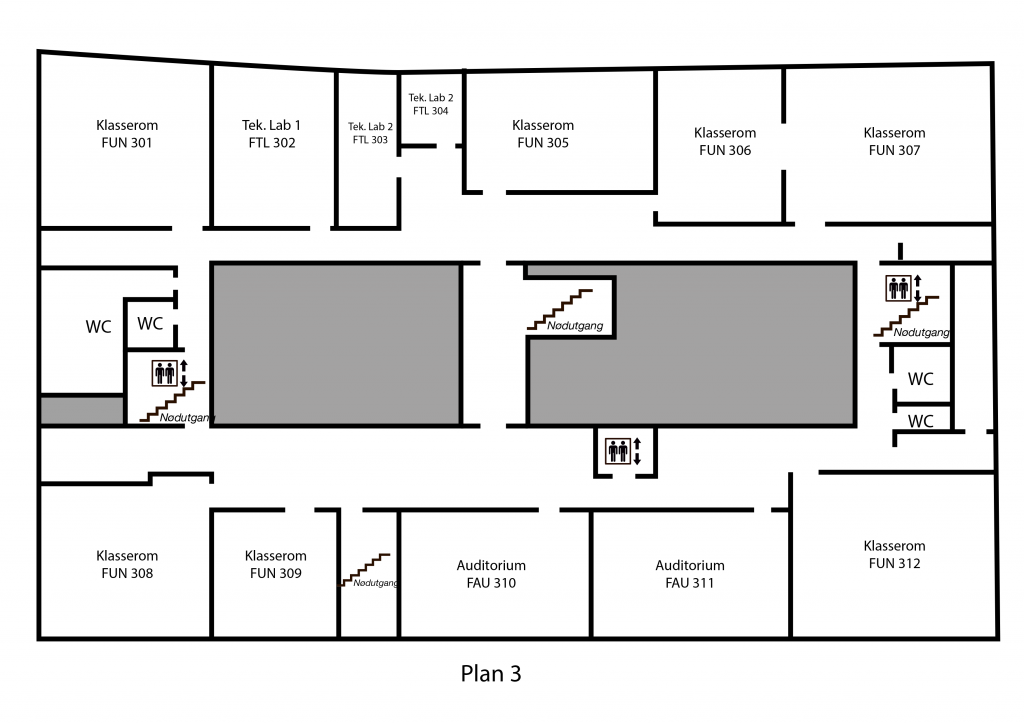 Klasserom
FUN 301
Tek. Lab 1
FTL 302
Tek. Lab 2
FTL 303
Tek. Lab 2
FTL 304
Klasserom
FUN 305
Klasserom
FUN 306
Klasserom
FUN 307
WC
WC
Nødutgang
Nødutgang
Nødutgang
WC
WC
Klasserom
FUN 308
Klasserom
FUN 309
Nødutgang
Auditorium
FAU 310
Auditorium
FAU 311
Klasserom
FUN 312
Plan 3